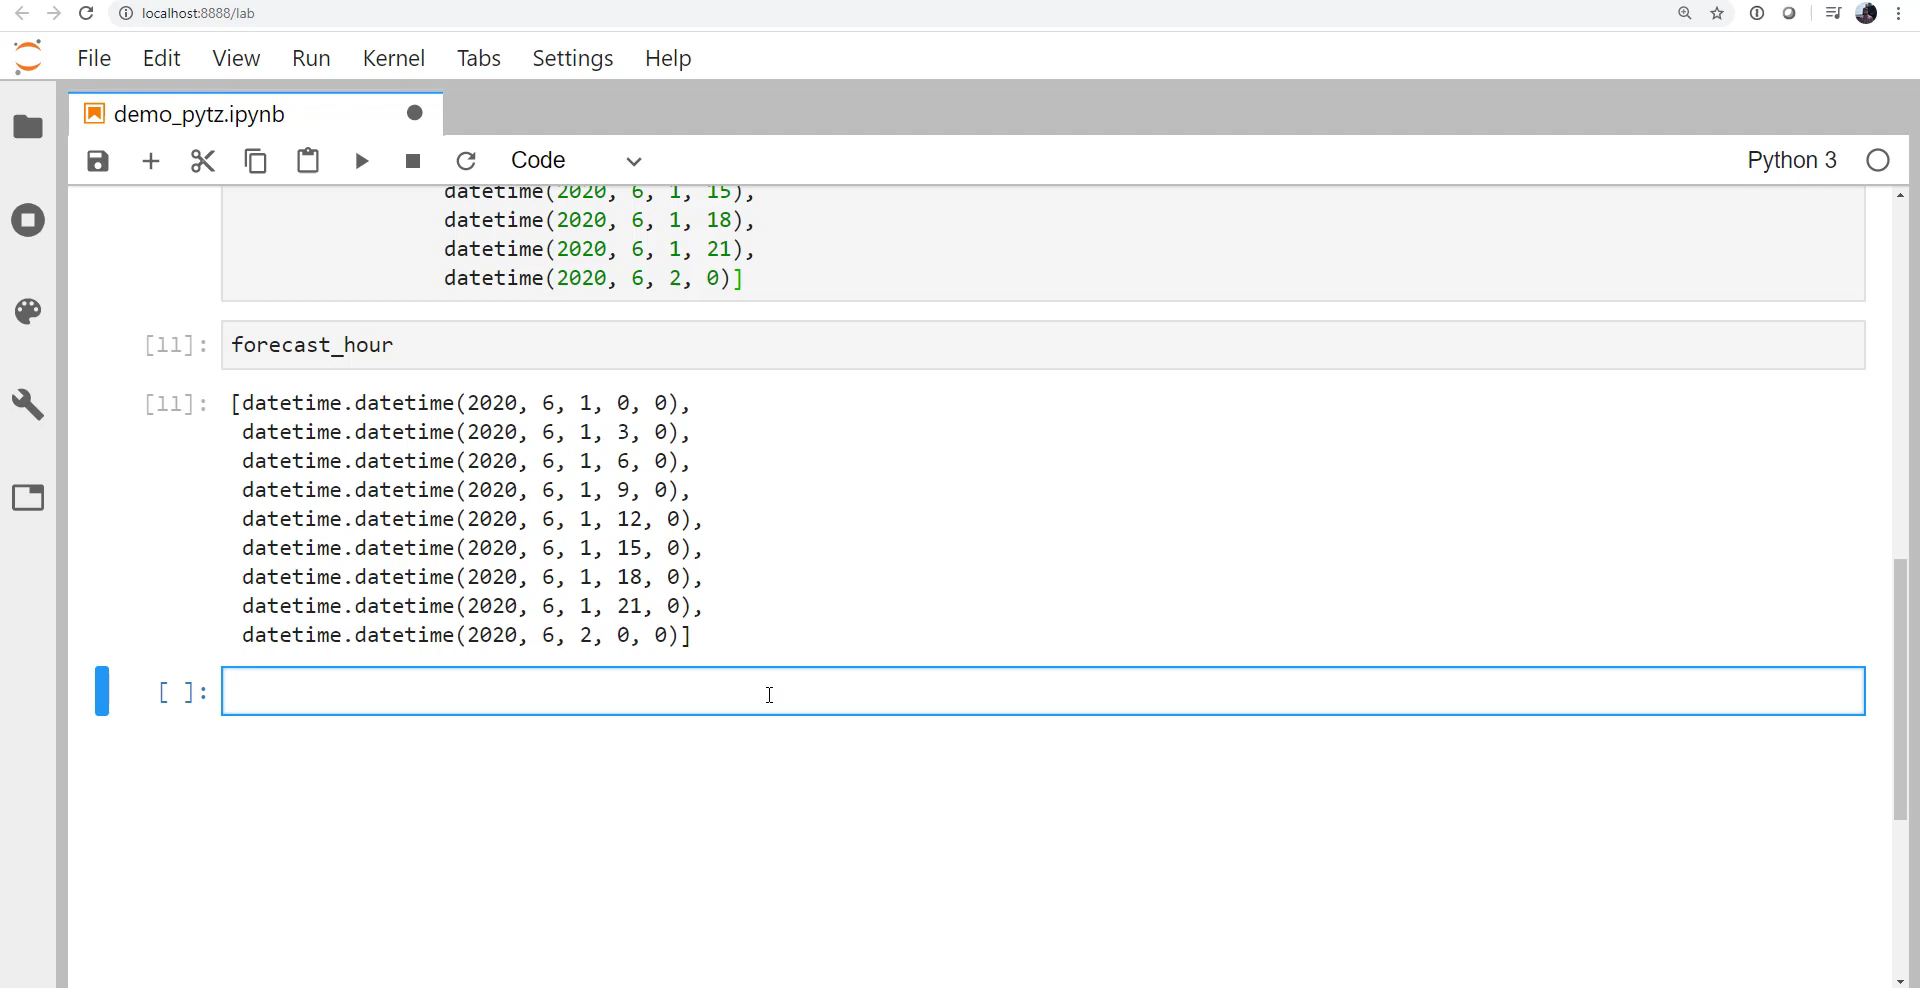 localhost:8888/lab
File Edit View Run Kernel Tabs Settings Help
demo_pytz.ipynb
Code Python 3
datetime(2020, 6, 1, 15),
datetime(2020, 6, 1, 18),
datetime(2020, 6, 1, 21),
datetime(2020, 6, 2, 0)]
[11]: forecast_hour
[11]: [datetime.datetime(2020, 6, 1, 0, 0),
datetime.datetime(2020, 6, 1, 3, 0),
datetime.datetime(2020, 6, 1, 6, 0),
datetime.datetime(2020, 6, 1, 9, 0),
datetime.datetime(2020, 6, 1, 12, 0),
datetime.datetime(2020, 6, 1, 15, 0),
datetime.datetime(2020, 6, 1, 18, 0),
datetime.datetime(2020, 6, 1, 21, 0),
datetime.datetime(2020, 6, 2, 0, 0)]
[ ]: